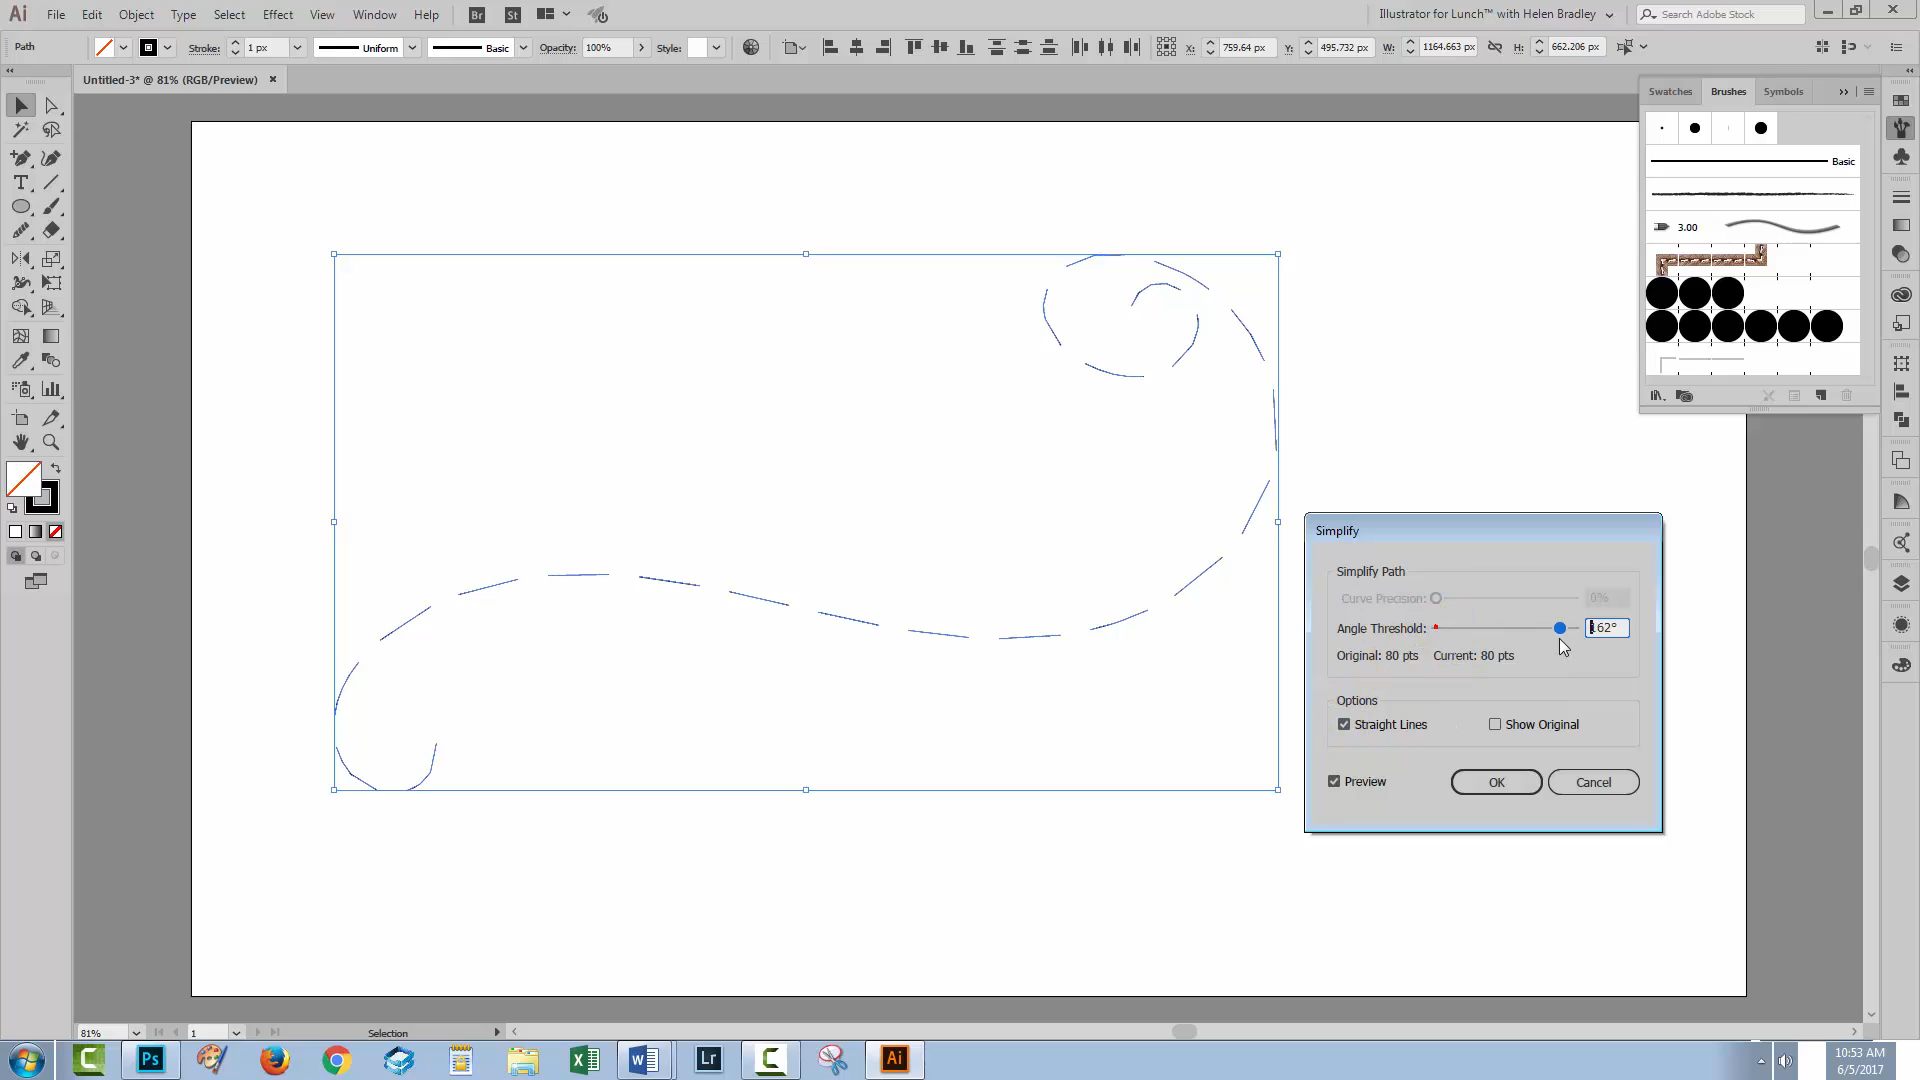 Ai File Edit Object Type Select Effect View Window Help Br St Illustrator for Lunch™ with Helen Bradley Search Adobe Stock
Path Stroke: 1 px Uniform Basic Opacity: 100% Style: X: 759.64 px Y: 495.732 px W: 1164.663 px H: 662.206 px
Untitled-3* @ 81% (RGB/Preview)
Swatches Brushes Symbols
Basic
3.00
Simplify
Simplify Path
Curve Precision: 0%
Angle Threshold: 162°
Original: 80 pts Current: 80 pts
Options
Straight Lines Show Original
Preview OK Cancel
81% 1 Selection
Ps Lr Ai
10:53 AM
6/5/2017